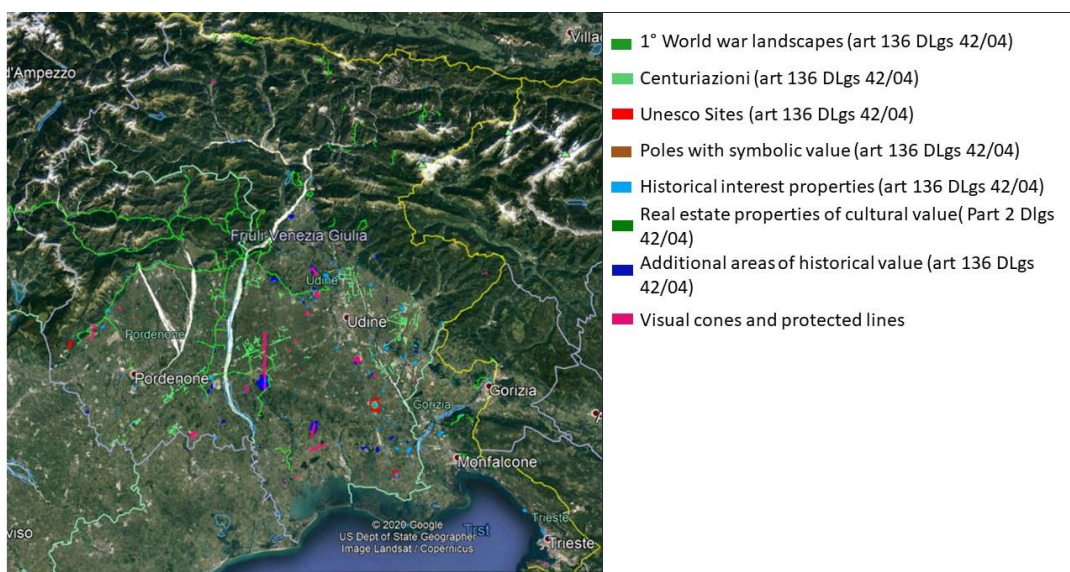 Villac
d'Ampezzo
Friuli-Venezia Giulia
Udine
Udine
Pordenone
Pordenone
Gorizia
Gorizia
Monfalcone
viso
© 2020 Google
US Dept of State Geographer
Image Landsat / Copernicus
Trst
Trieste
Trieste
1° World war landscapes (art 136 DLgs 42/04)
Centuriazioni (art 136 DLgs 42/04)
Unesco Sites (art 136 DLgs 42/04)
Poles with symbolic value (art 136 DLgs 42/04)
Historical interest properties (art 136 DLgs 42/04)
Real estate properties of cultural value( Part 2 Dlgs
42/04)
Additional areas of historical value (art 136 DLgs
42/04)
Visual cones and protected lines